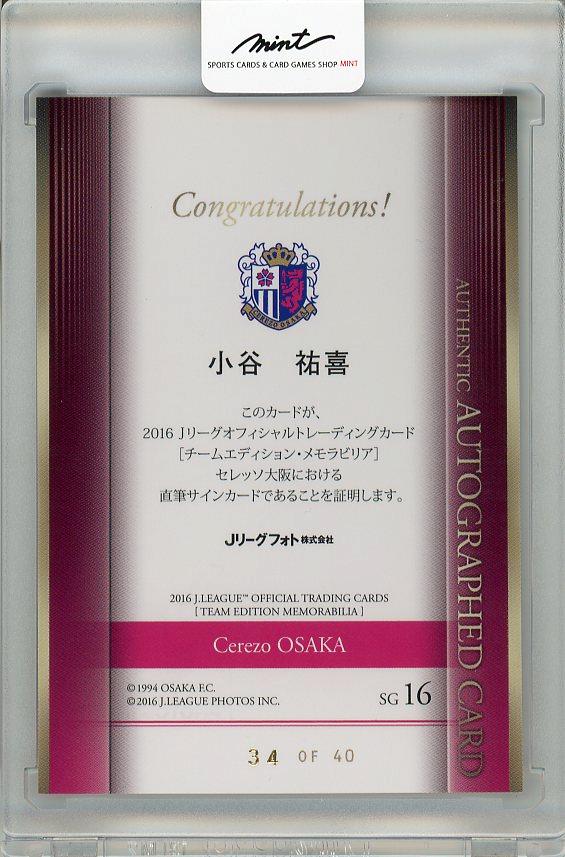 mint
SPORTS CARDS & CARD GAMES SHOP MINT
Congratulations!
CEREZO OSAKA
小谷 祐喜
このカードが、
2016 Jリーグオフィシャルトレーディングカード
[チームエディション・メモラビリア]
セレッソ大阪における
直筆サインカードであることを証明します。
Jリーグフォト株式会社
2016 J.LEAGUE™ OFFICIAL TRADING CARDS
[ TEAM EDITION MEMORABILIA ]
Cerezo OSAKA
©1994 OSAKA F.C.
©2016 J.LEAGUE PHOTOS INC.
SG 16
34 OF 40
AUTHENTIC AUTOGRAPHED CARD